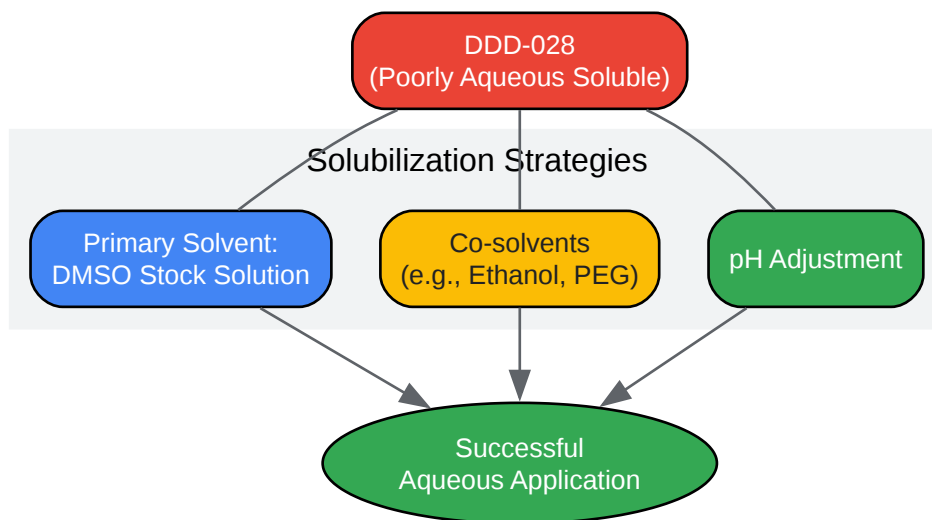 DDD-028
(Poorly Aqueous Soluble)
Solubilization Strategies
Primary Solvent:
DMSO Stock Solution
Co-solvents
(e.g., Ethanol, PEG)
pH Adjustment
Successful
Aqueous Application